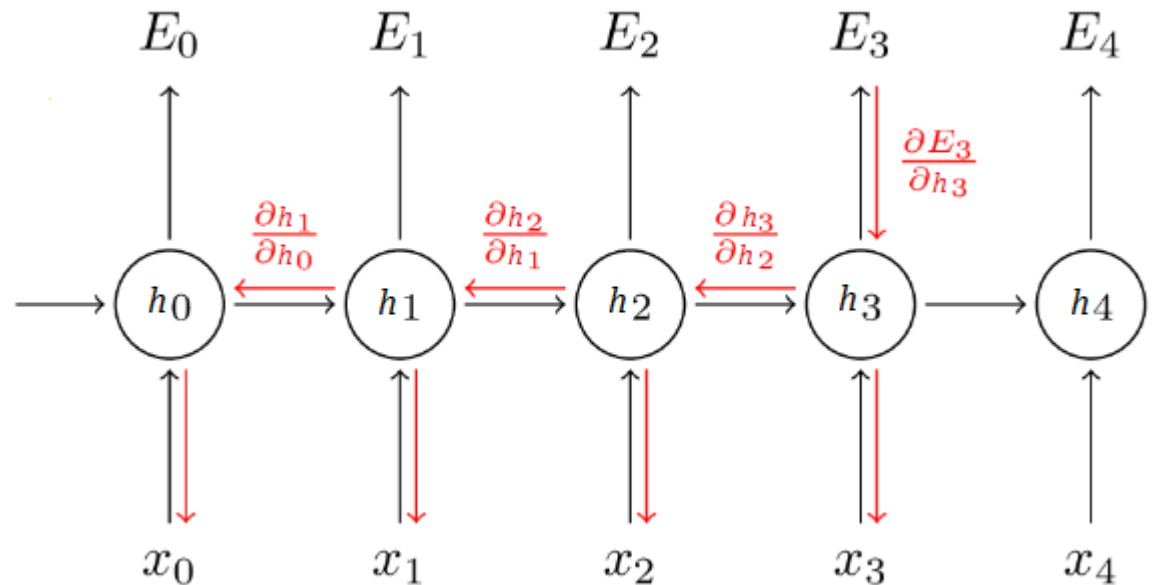 E₀ E₁ E₂ E₃ E₄
∂E₃/∂h₃
∂h₁/∂h₀ ∂h₂/∂h₁ ∂h₃/∂h₂
h₀ h₁ h₂ h₃ h₄
x₀ x₁ x₂ x₃ x₄